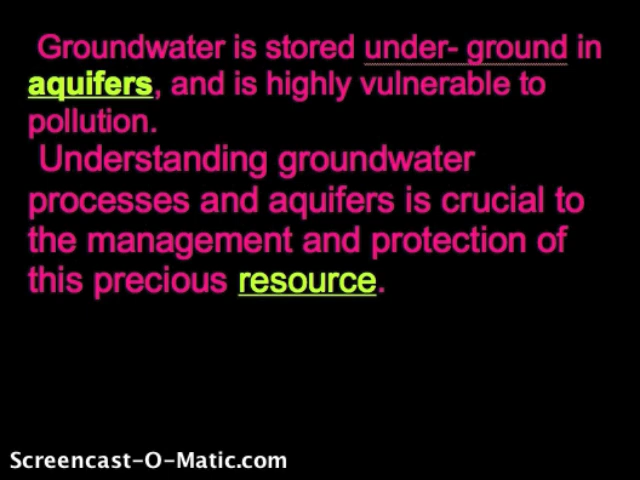 Groundwater is stored under- ground in
aquifers, and is highly vulnerable to
pollution.
Understanding groundwater
processes and aquifers is crucial to
the management and protection of
this precious resource.
Screencast-O-Matic.com